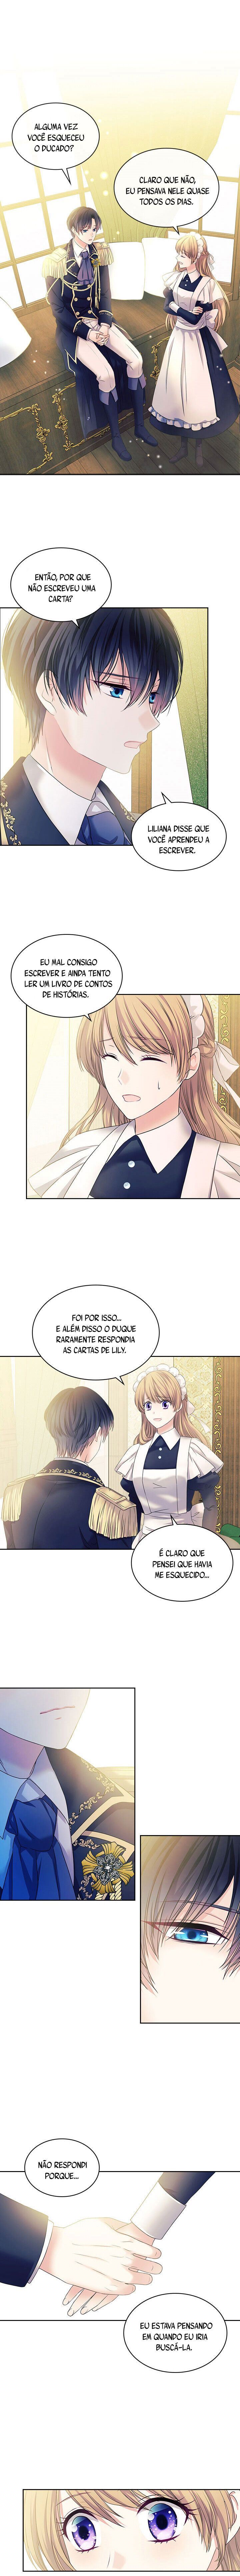 ALGUMA VEZ
VOCÊ ESQUECEU
O DUCADO?
CLARO QUE NÃO,
EU PENSAVA NELE QUASE
TODOS OS DIAS.
ENTÃO, POR QUE
NÃO ESCREVEU UMA
CARTA?
LILIANA DISSE QUE
VOCÊ APRENDEU A
ESCREVER.
EU MAL CONSIGO
ESCREVER E AINDA TENTO
LER UM LIVRO DE CONTOS
DE HISTÓRIAS.
FOI POR ISSO...
E ALÉM DISSO O DUQUE
RARAMENTE RESPONDIA
AS CARTAS DE LILY.
É CLARO QUE
PENSEI QUE HAVIA
ME ESQUECIDO...
NÃO RESPONDI
PORQUE...
EU ESTAVA PENSANDO
EM QUANDO EU IRIA
BUSCÁ-LA.